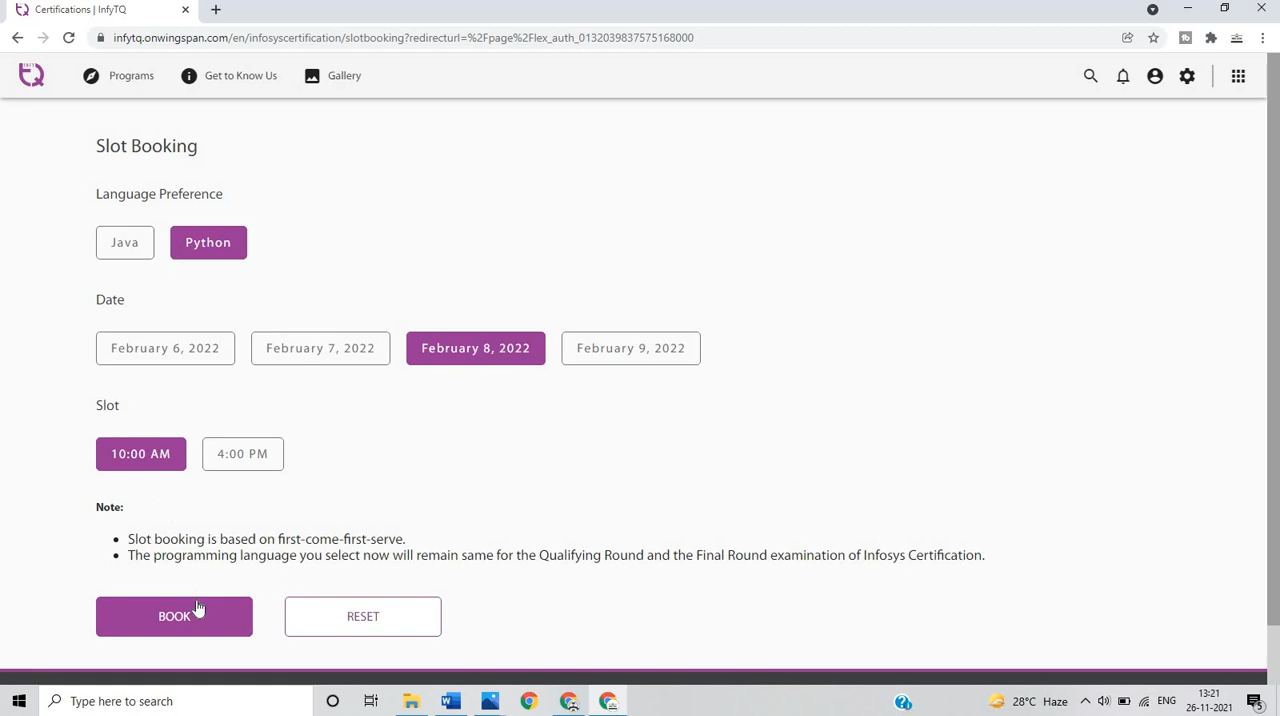 Certifications | InfyTQ
infytq.onwingspan.com/en/infosyscertification/slotbooking?redirecturl=%2Fpage%2Flex_auth_0132039837575168000
Programs
Get to Know Us
Gallery
Slot Booking
Language Preference
Java
Python
Date
February 6, 2022
February 7, 2022
February 8, 2022
February 9, 2022
Slot
10:00 AM
4:00 PM
Note:
Slot booking is based on first-come-first-serve.
The programming language you select now will remain same for the Qualifying Round and the Final Round examination of Infosys Certification.
BOOK
RESET
Type here to search
28°C Haze
ENG
13:21
26-11-2021
5